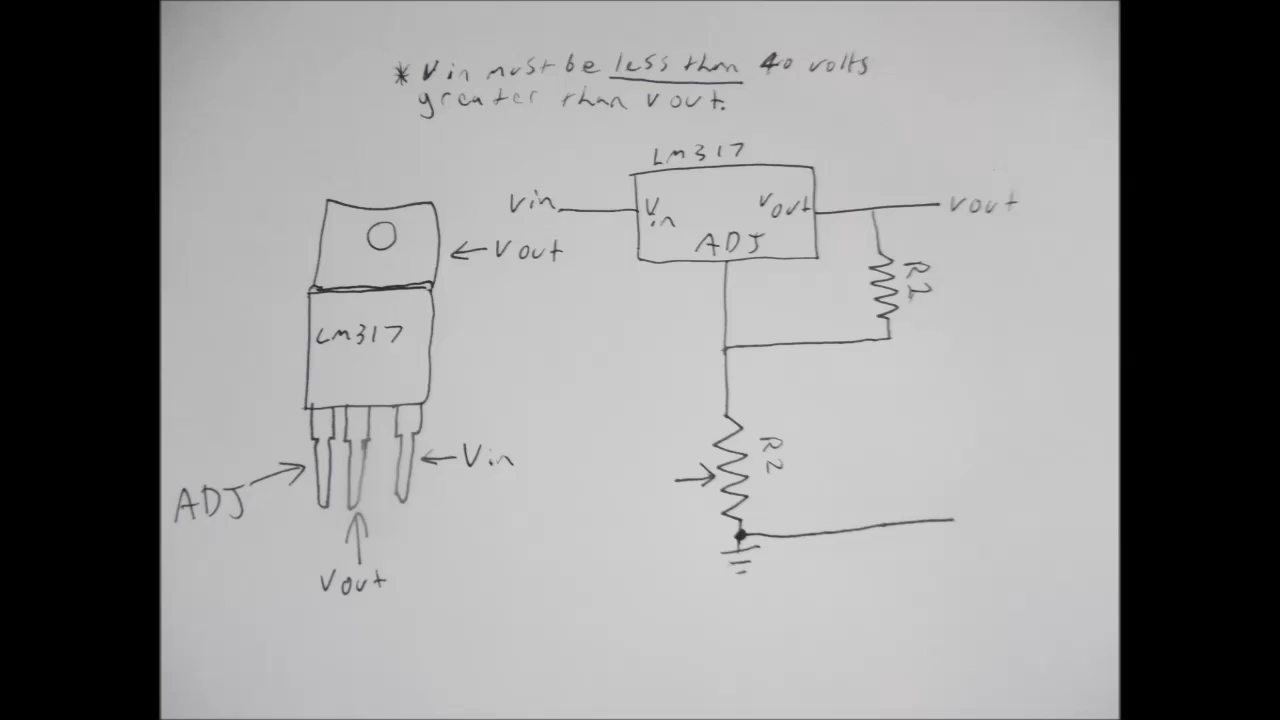 * Vin must be less than 40 volts
greater than Vout.
LM317
Vin
Vin
Vout
ADJ
Vout
R1
Vout
LM317
R2
Vin
ADJ
Vout